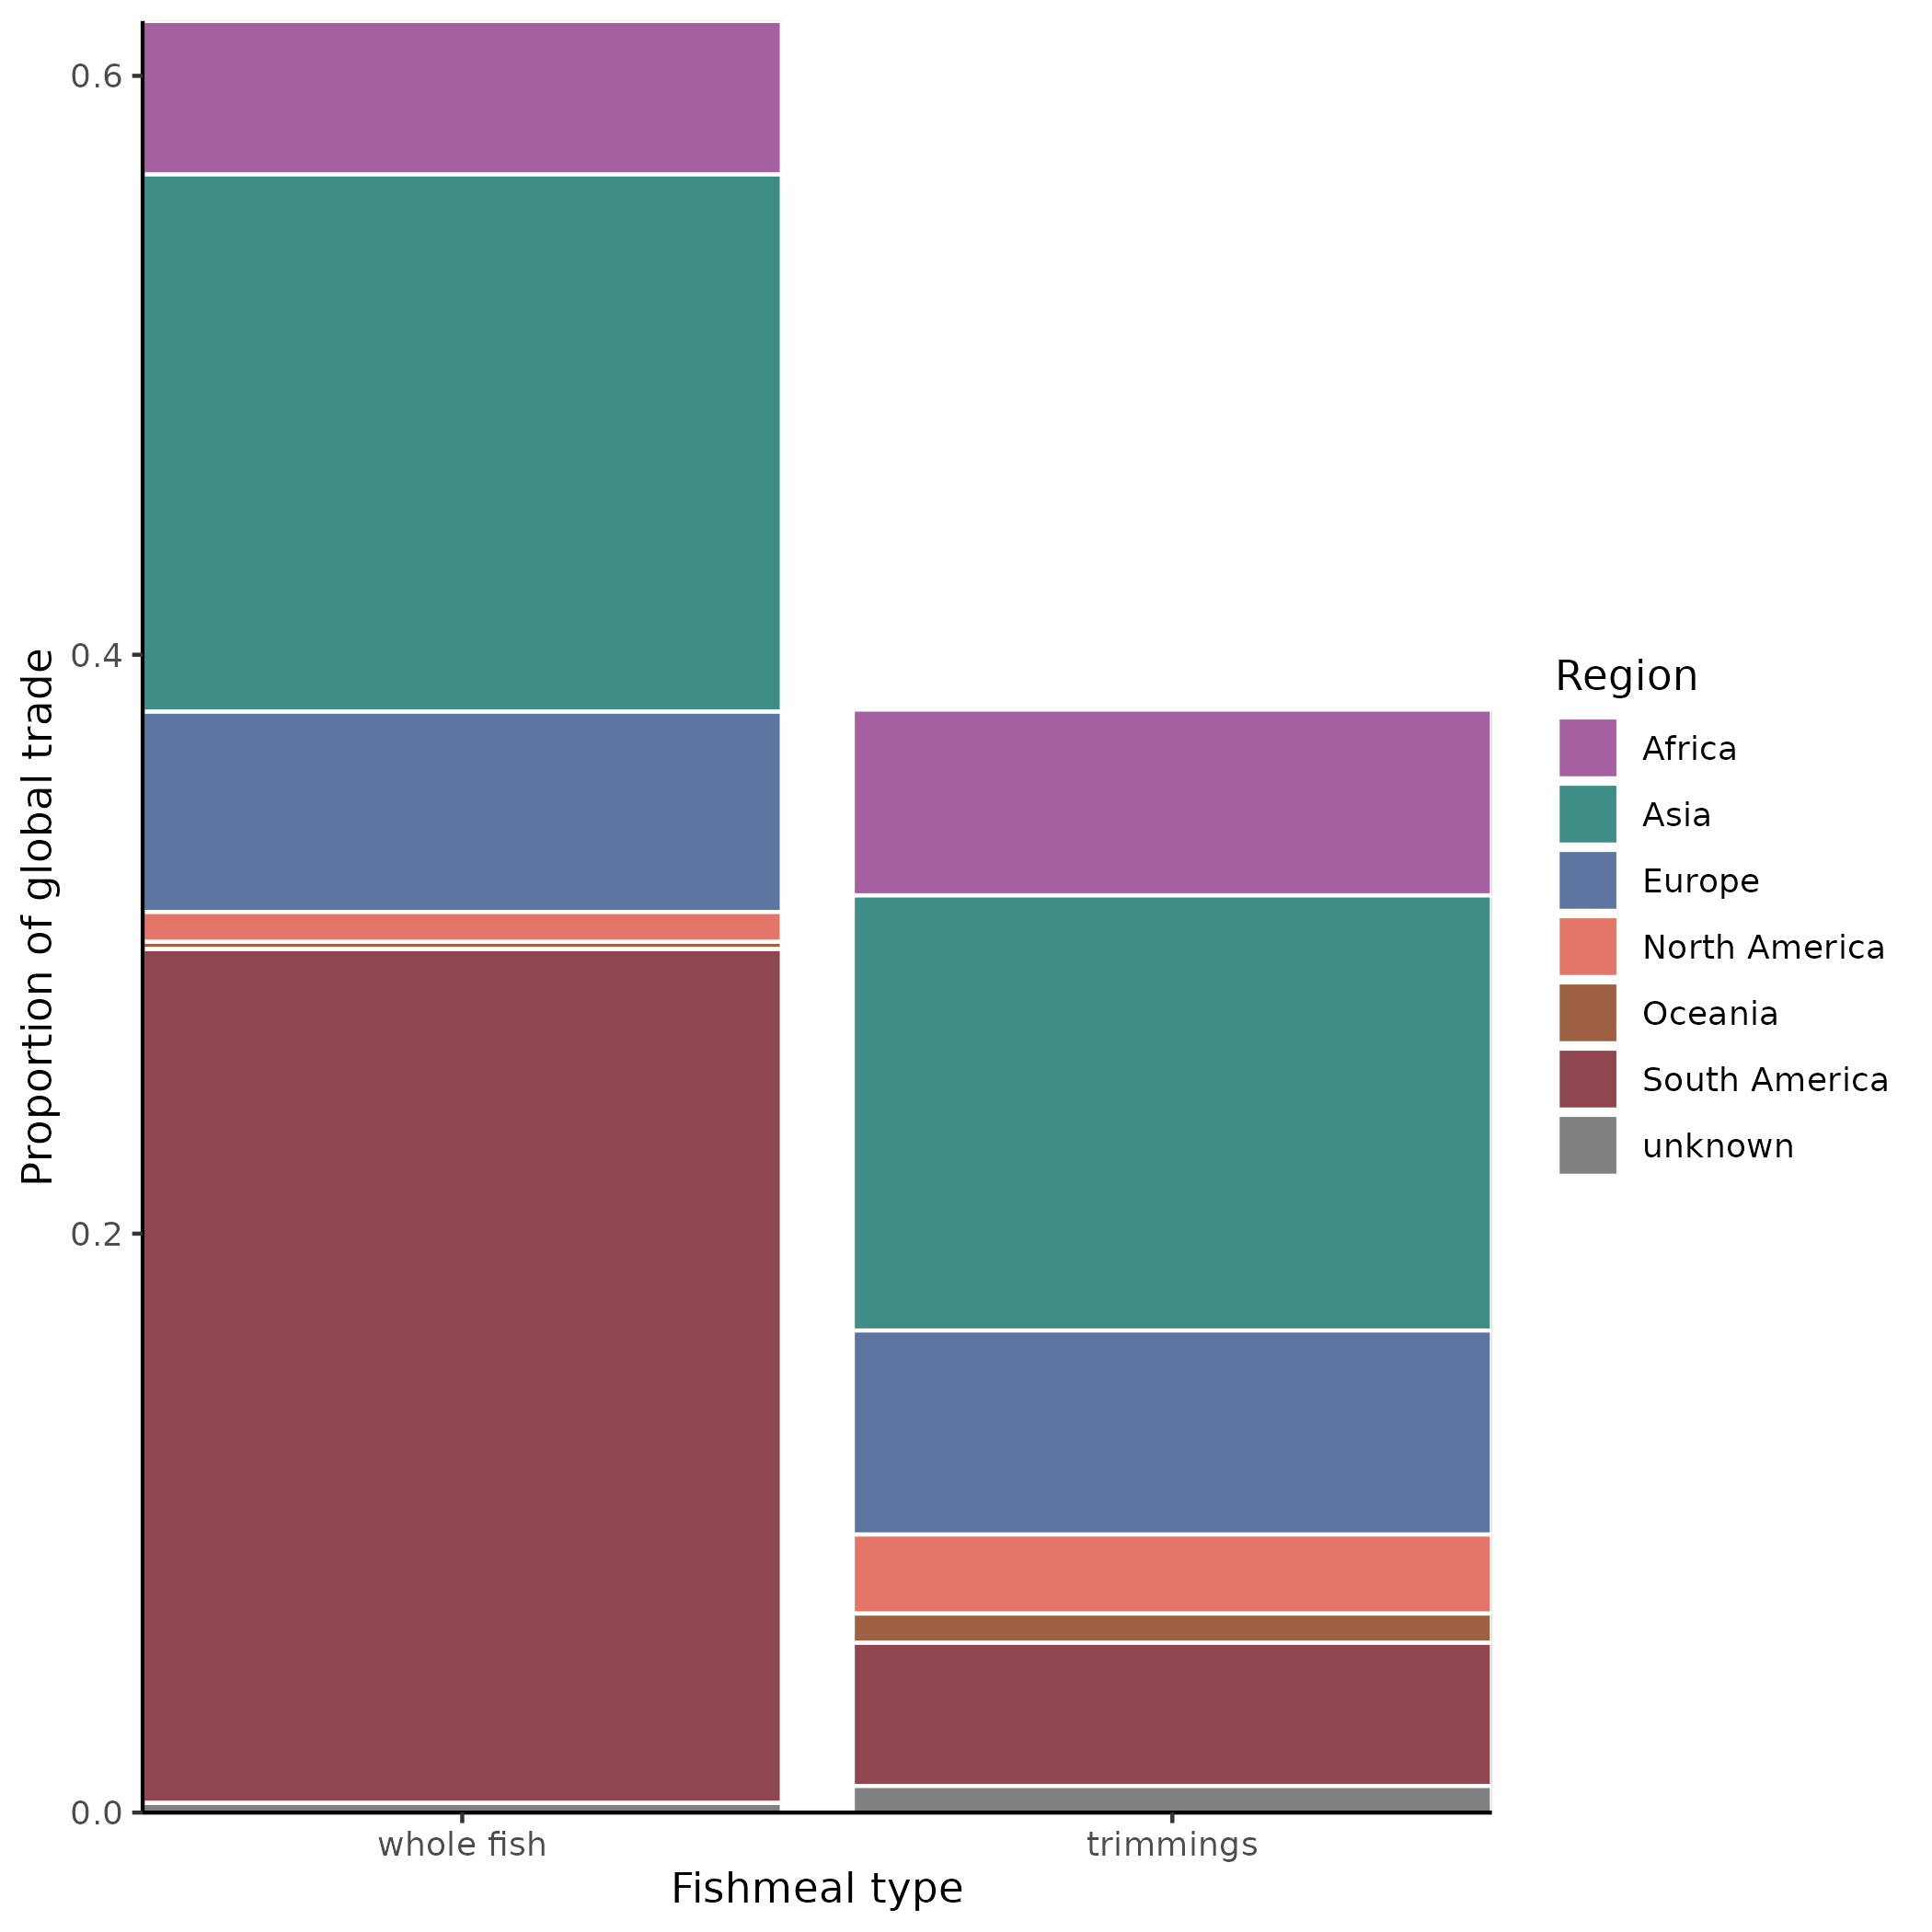 0.6
0.4
0.2
0.0
Proportion of global trade
whole fish
trimmings
Fishmeal type
Region
Africa
Asia
Europe
North America
Oceania
South America
unknown